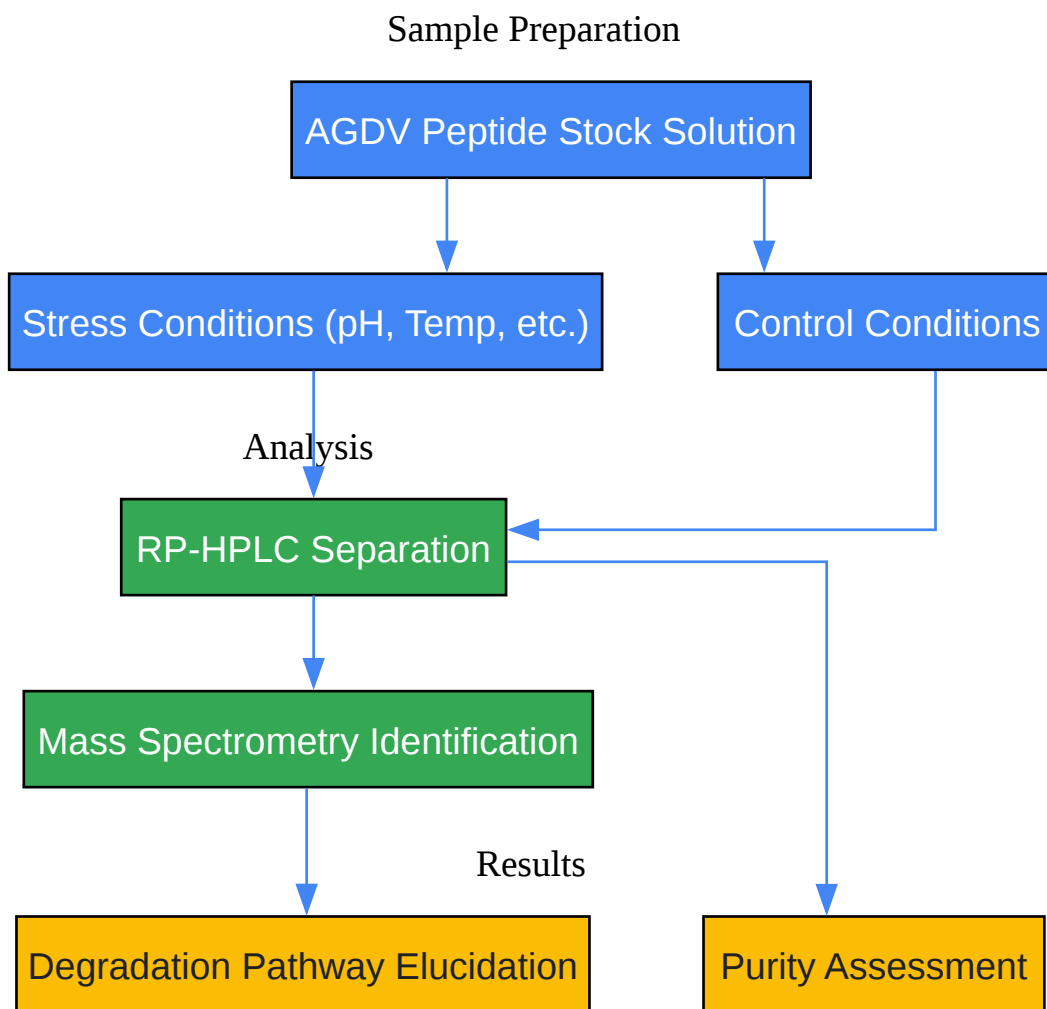 Sample Preparation
AGDV Peptide Stock Solution
Stress Conditions (pH, Temp, etc.)
Control Conditions
Analysis
RP-HPLC Separation
Mass Spectrometry Identification
Results
Degradation Pathway Elucidation
Purity Assessment